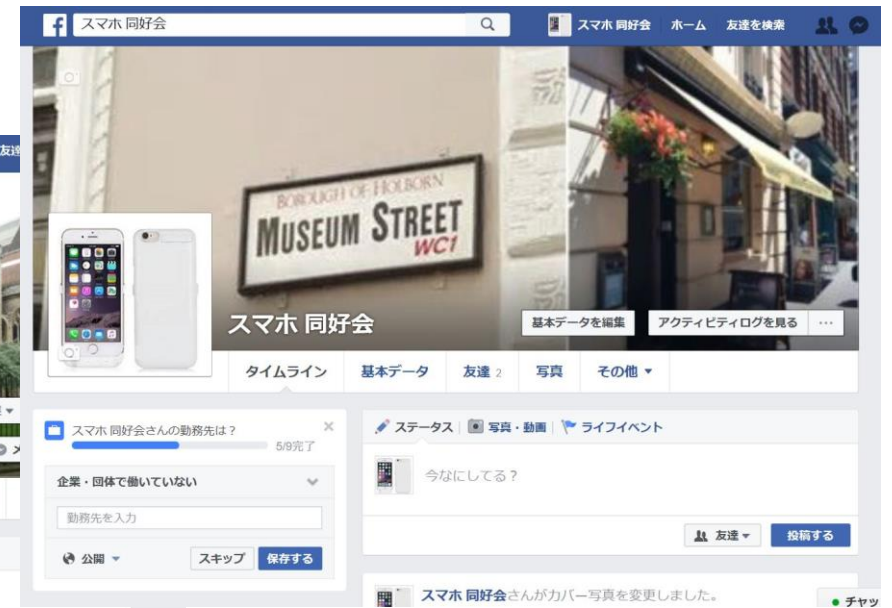 スマホ 同好会
スマホ 同好会 ホーム 友達を検索
友達
BOROUGH OF HOLBORN
MUSEUM STREET
WC1
スマホ 同好会
基本データを編集 アクティビティログを見る ...
タイムライン 基本データ 友達 2 写真 その他
スマホ 同好会さんの勤務先は?
5/9完了
企業・団体で働いていない
勤務先を入力
公開 スキップ 保存する
ステータス 写真・動画 ライフイベント
今なにしてる?
友達 投稿する
スマホ 同好会さんがカバー写真を変更しました。
チャッ